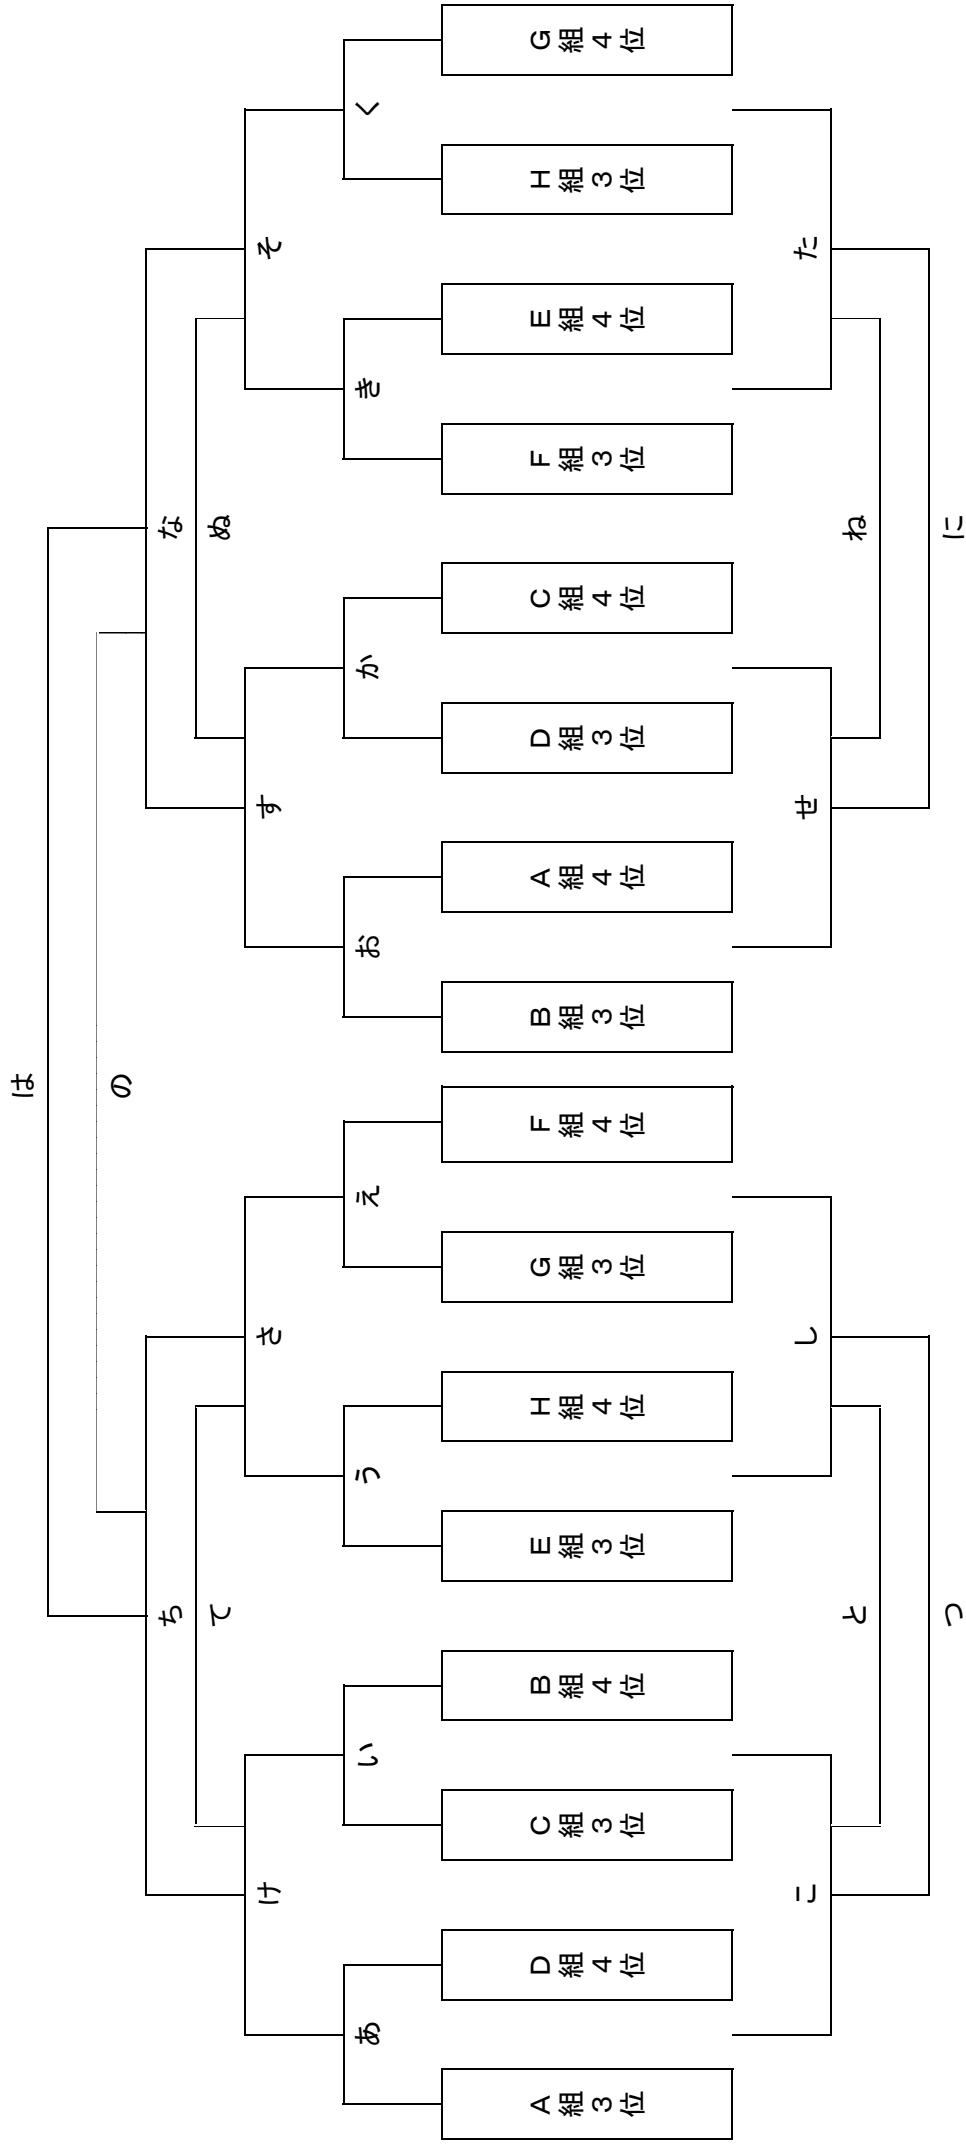 は
の
ち
な
て
ぬ
け
さ
す
そ
あ
い
う
え
お
か
き
く
A組３位
D組４位
C組３位
B組４位
E組３位
H組４位
G組３位
F組４位
B組３位
A組４位
D組３位
C組４位
F組３位
E組４位
H組３位
G組４位
こ
し
せ
た
と
ね
つ
に